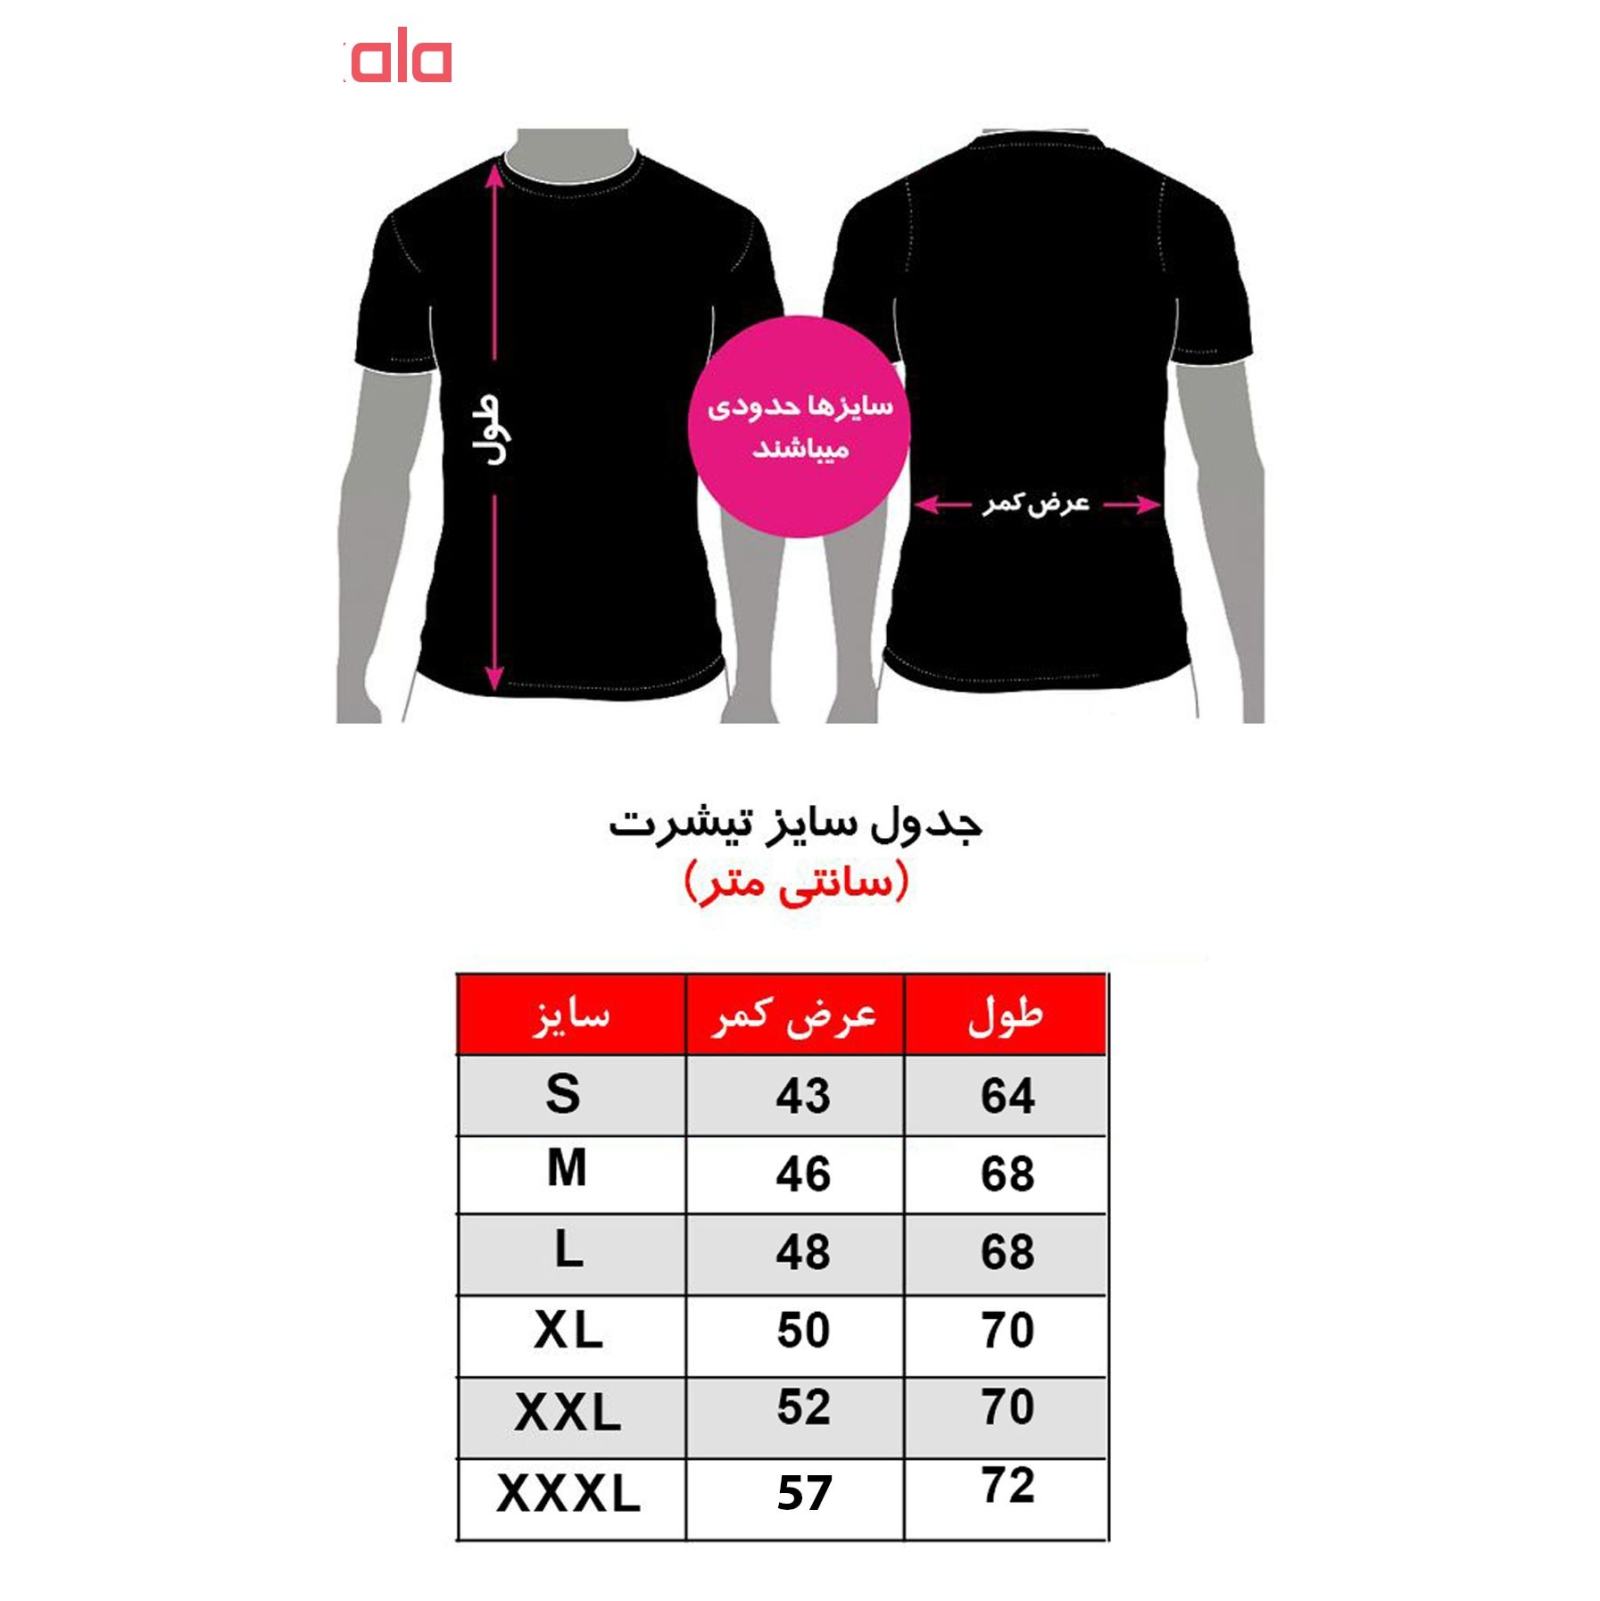 ala
طول
سایزها حدودی
میباشند
عرض کمر
جدول سایز تیشرت
(سانتی متر)
سایز عرض کمر طول
S 43 64
M 46 68
L 48 68
XL 50 70
XXL 52 70
XXXL 57 72